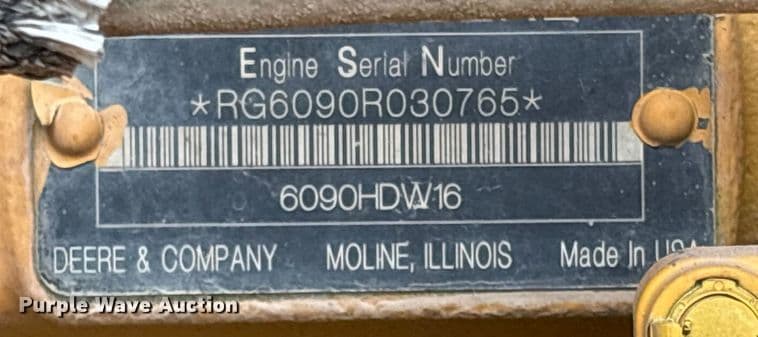 Engine Serial Number
*RG6090R030765*
6090HDW16
DEERE & COMPANY MOLINE, ILLINOIS Made In USA
Purple Wave Auction